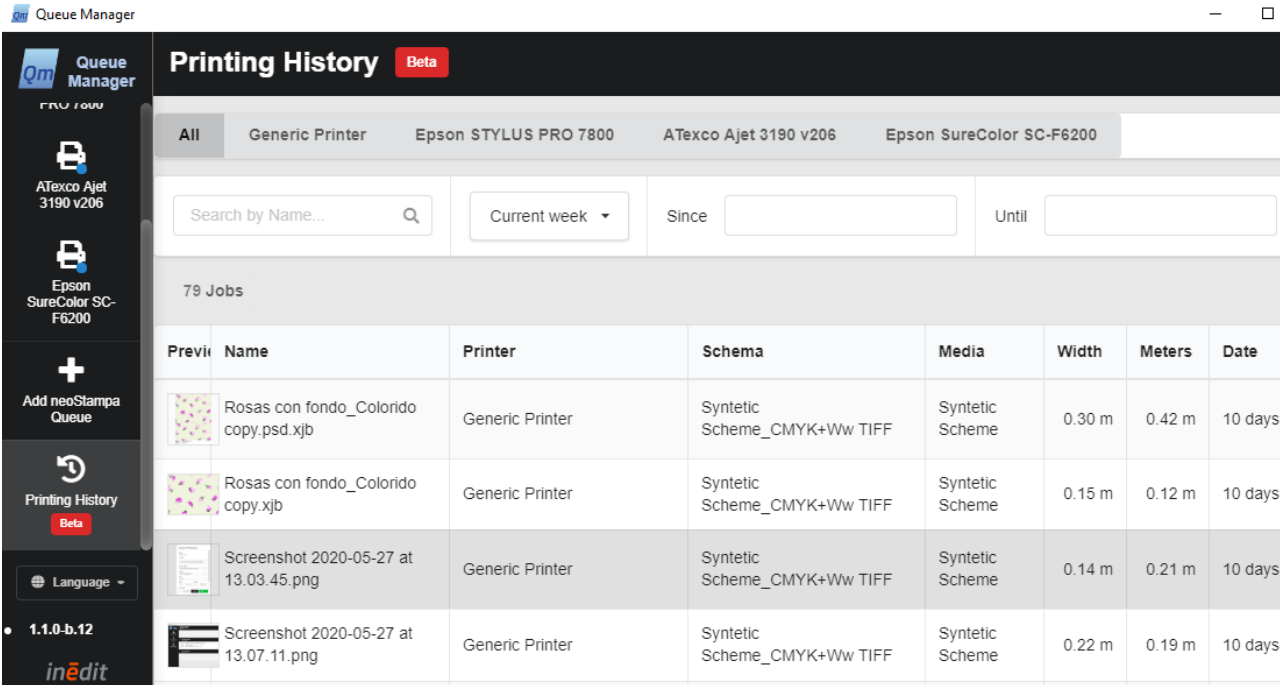 Qm Queue Manager
Qm Queue
Manager
PRO 7800
ATexco Ajet
3190 v206
Epson
SureColor SC-
F6200
Add neoStampa
Queue
Printing History
Beta
Language
1.1.0-b.12
inēdit
Printing History Beta
All Generic Printer Epson STYLUS PRO 7800 ATexco Ajet 3190 v206 Epson SureColor SC-F6200
Search by Name... Current week Since Until
79 Jobs
Previe Name Printer Schema Media Width Meters Date
Rosas con fondo_Colorido
copy.psd.xjb
Generic Printer
Syntetic
Scheme_CMYK+Ww TIFF
Syntetic
Scheme
0.30 m 0.42 m 10 days
Rosas con fondo_Colorido
copy.xjb
Generic Printer
Syntetic
Scheme_CMYK+Ww TIFF
Syntetic
Scheme
0.15 m 0.12 m 10 days
Screenshot 2020-05-27 at
13.03.45.png
Generic Printer
Syntetic
Scheme_CMYK+Ww TIFF
Syntetic
Scheme
0.14 m 0.21 m 10 days
Screenshot 2020-05-27 at
13.07.11.png
Generic Printer
Syntetic
Scheme_CMYK+Ww TIFF
Syntetic
Scheme
0.22 m 0.19 m 10 days